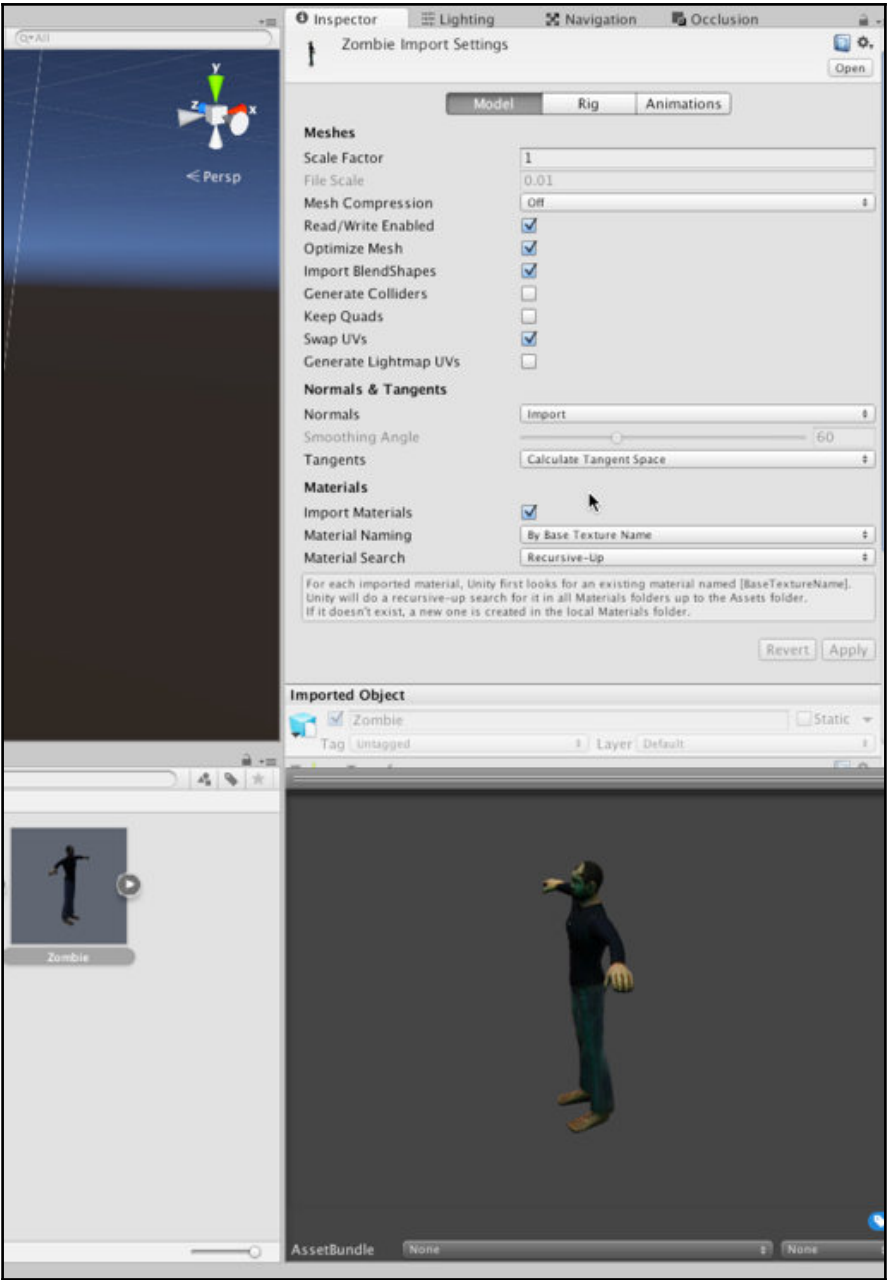 Inspector Lighting Navigation Occlusion
All
Zombie Import Settings
Open
y
z x
Persp
Model Rig Animations
Meshes
Scale Factor 1
File Scale 0.01
Mesh Compression Off
Read/Write Enabled
Optimize Mesh
Import BlendShapes
Generate Colliders
Keep Quads
Swap UVs
Generate Lightmap UVs
Normals & Tangents
Normals Import
Smoothing Angle 60
Tangents Calculate Tangent Space
Materials
Import Materials
Material Naming By Base Texture Name
Material Search Recursive-Up
For each imported material, Unity first looks for an existing material named [BaseTextureName].
Unity will do a recursive-up search for it in all Materials folders up to the Assets folder.
If it doesn't exist, a new one is created in the local Materials folder.
Revert Apply
Imported Object
Zombie Static
Tag Untagged Layer Default
Zombie
AssetBundle None None